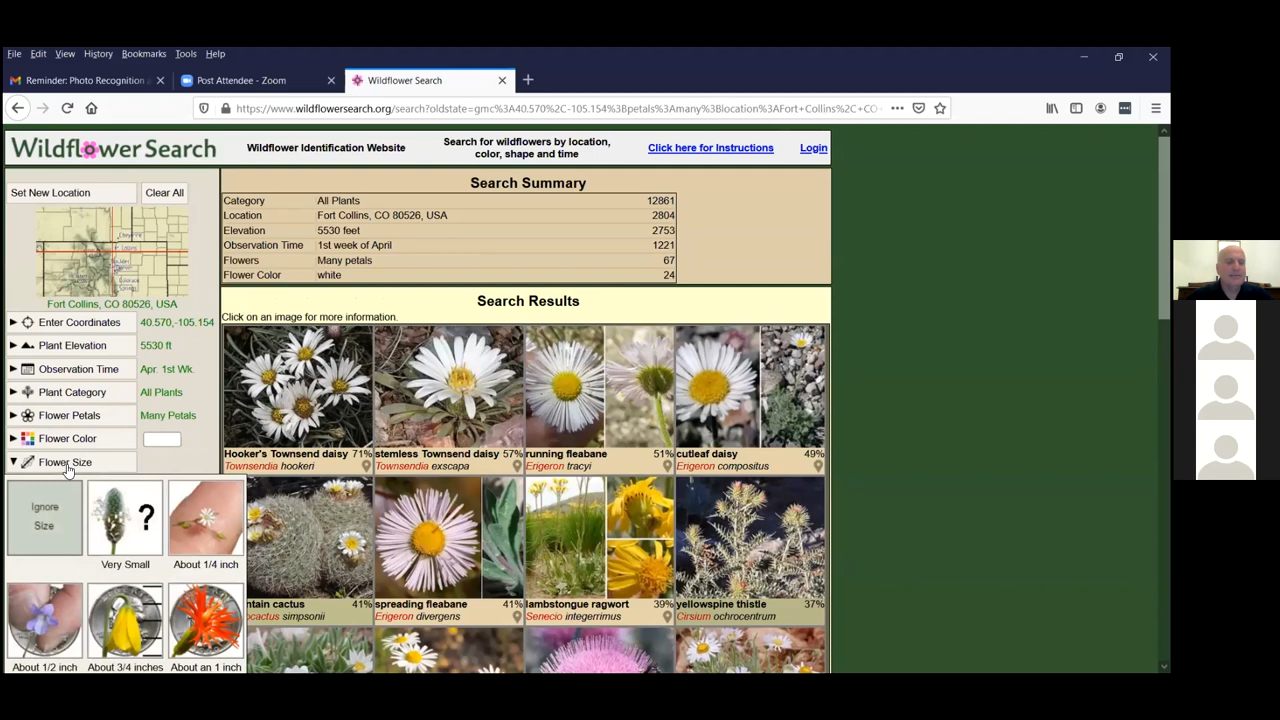 File Edit View History Bookmarks Tools Help
Reminder: Photo Recognition
Post Attendee - Zoom
Wildflower Search
https://www.wildflowersearch.org/search?oldstate=gmc%3A40.570%2C-105.154%3Bpetals%3Amany%3Blocation%3AFort+Collins%2C+CO
Wildflower Search
Wildflower Identification Website
Search for wildflowers by location,
color, shape and time
Click here for Instructions
Login
Set New Location
Clear All
Fort Collins, CO 80526, USA
Enter Coordinates 40.570,-105.154
Plant Elevation 5530 ft
Observation Time Apr. 1st Wk.
Plant Category All Plants
Flower Petals Many Petals
Flower Color
Flower Size
Ignore
Size
?
Very Small
About 1/4 inch
About 1/2 inch
About 3/4 inches
About an 1 inch
Search Summary
Category All Plants 12861
Location Fort Collins, CO 80526, USA 2804
Elevation 5530 feet 2753
Observation Time 1st week of April 1221
Flowers Many petals 67
Flower Color white 24
Search Results
Click on an image for more information.
Hooker's Townsend daisy 71%
Townsendia hookeri
stemless Townsend daisy 57%
Townsendia exscapa
running fleabane 51%
Erigeron tracyi
cutleaf daisy 49%
Erigeron compositus
ntain cactus 41%
ocactus simpsonii
spreading fleabane 41%
Erigeron divergens
lambstongue ragwort 39%
Senecio integerrimus
yellowspine thistle 37%
Cirsium ochrocentrum